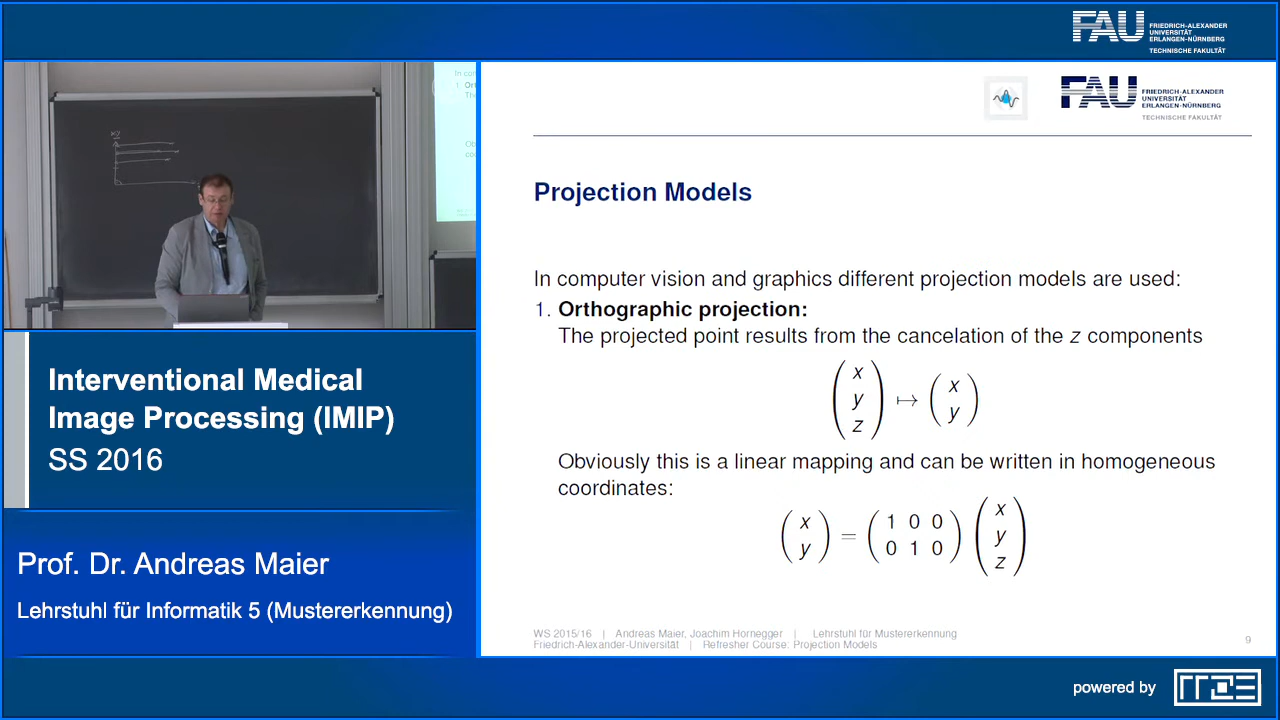 FAU
FRIEDRICH-ALEXANDER
UNIVERSITÄT
ERLANGEN-NÜRNBERG
TECHNISCHE FAKULTÄT
FAU
FRIEDRICH-ALEXANDER
UNIVERSITÄT
ERLANGEN-NÜRNBERG
TECHNISCHE FAKULTÄT
Projection Models
In computer vision and graphics different projection models are used:
1. Orthographic projection:
The projected point results from the cancelation of the z components
(x y z) ↦ (x y)
Obviously this is a linear mapping and can be written in homogeneous
coordinates:
(x y) = (1 0 0 0 1 0) (x y z)
WS 2015/16 | Andreas Maier, Joachim Hornegger | Lehrstuhl für Mustererkennung
Friedrich-Alexander-Universität | Refresher Course: Projection Models
9
Interventional Medical
Image Processing (IMIP)
SS 2016
Prof. Dr. Andreas Maier
Lehrstuhl für Informatik 5 (Mustererkennung)
powered by